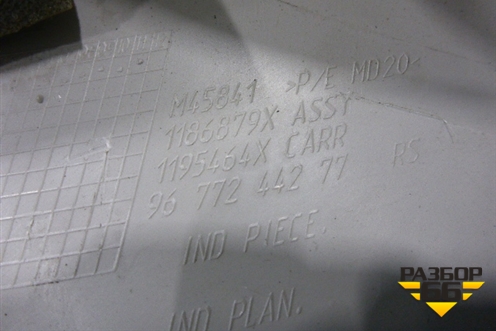 M45841 >P/E MD20<
1186879X ASSY
1195464X CARR
96 772 442 77 RS
IND PIECE.
IND PLAN.
РАЗБОР
66